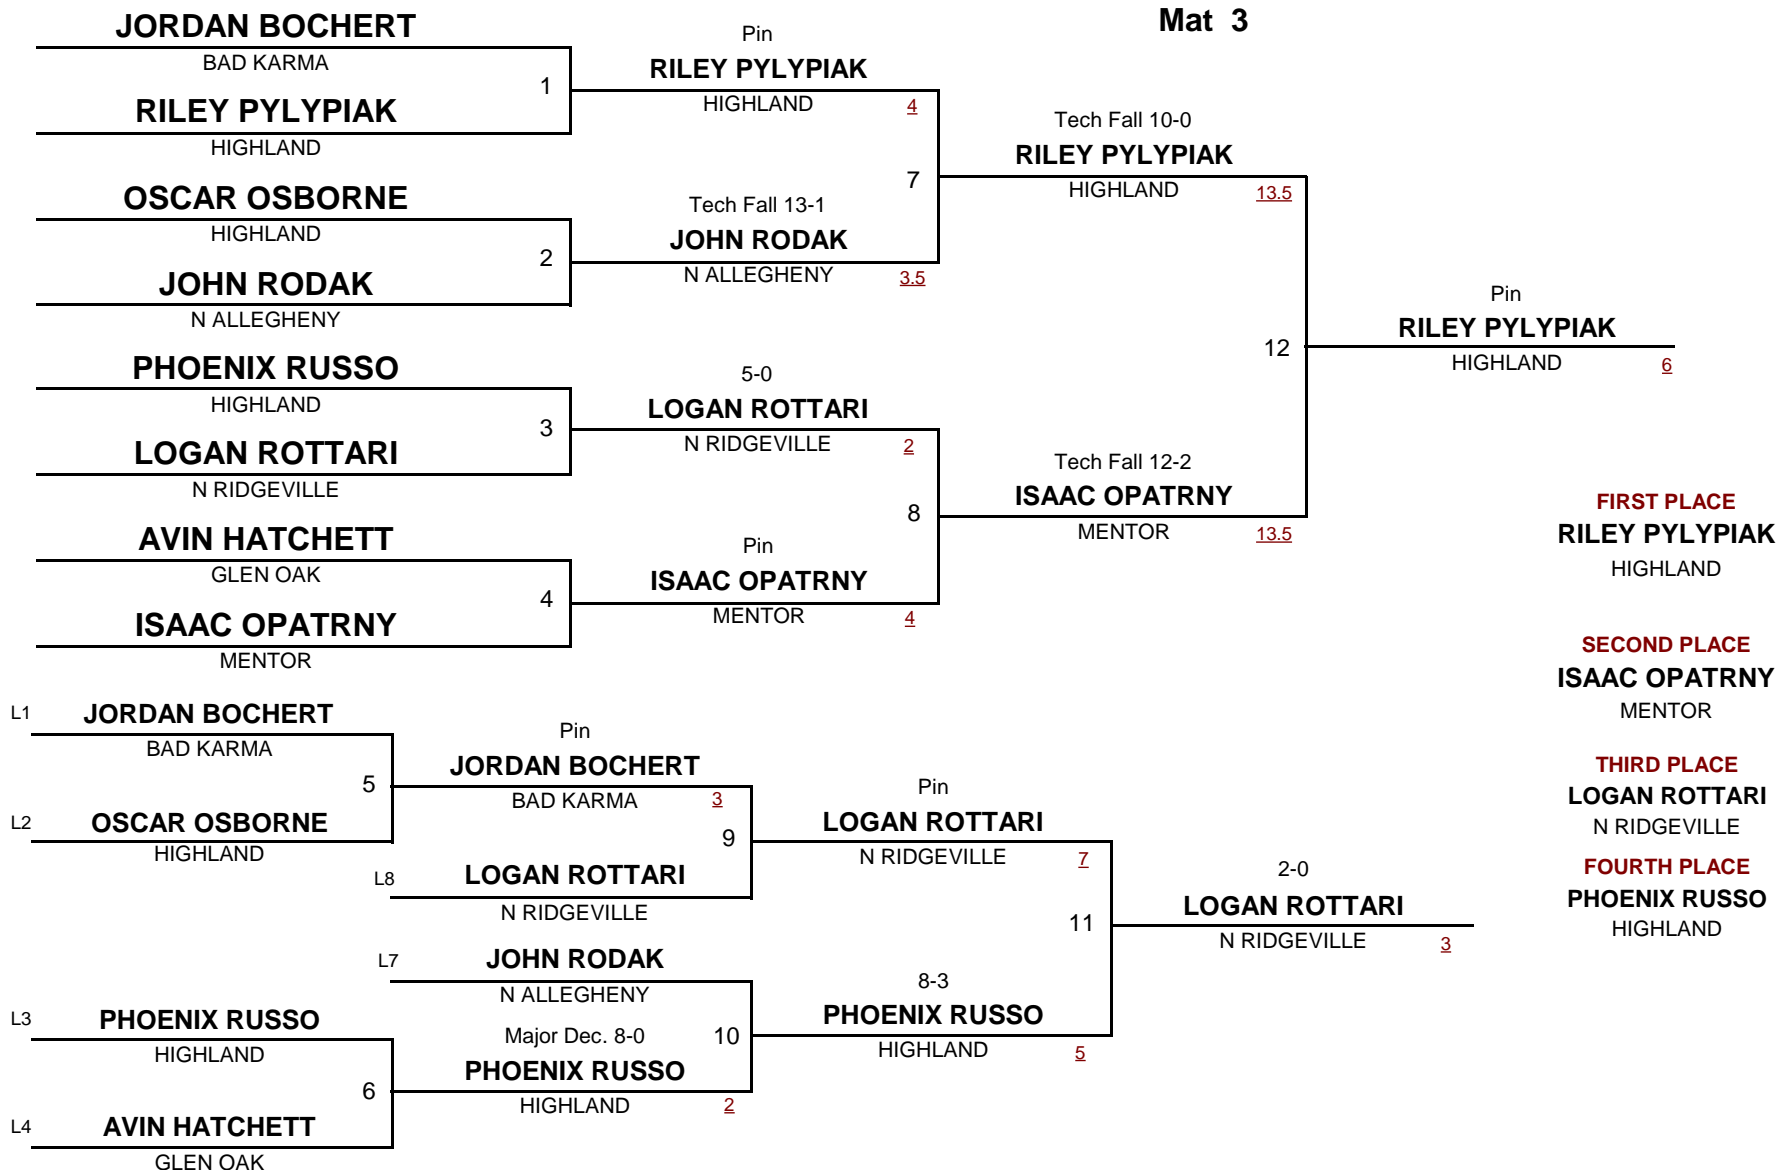 Mat 3
JORDAN BOCHERT
BAD KARMA
1
RILEY PYLYPIAK
HIGHLAND
OSCAR OSBORNE
HIGHLAND
2
JOHN RODAK
N ALLEGHENY
PHOENIX RUSSO
HIGHLAND
3
LOGAN ROTTARI
N RIDGEVILLE
AVIN HATCHETT
GLEN OAK
4
ISAAC OPATRNY
MENTOR
Pin
RILEY PYLYPIAK
HIGHLAND 4
7
Tech Fall 13-1
JOHN RODAK
N ALLEGHENY 3.5
5-0
LOGAN ROTTARI
N RIDGEVILLE 2
8
Pin
ISAAC OPATRNY
MENTOR 4
Tech Fall 10-0
RILEY PYLYPIAK
HIGHLAND 13.5
12
Tech Fall 12-2
ISAAC OPATRNY
MENTOR 13.5
Pin
RILEY PYLYPIAK
HIGHLAND 6
FIRST PLACE
RILEY PYLYPIAK
HIGHLAND
SECOND PLACE
ISAAC OPATRNY
MENTOR
THIRD PLACE
LOGAN ROTTARI
N RIDGEVILLE
FOURTH PLACE
PHOENIX RUSSO
HIGHLAND
L1 JORDAN BOCHERT
BAD KARMA
5
L2 OSCAR OSBORNE
HIGHLAND
L3 PHOENIX RUSSO
HIGHLAND
6
L4 AVIN HATCHETT
GLEN OAK
Pin
JORDAN BOCHERT
BAD KARMA 3
9
L8 LOGAN ROTTARI
N RIDGEVILLE
L7 JOHN RODAK
N ALLEGHENY
Major Dec. 8-0 10
PHOENIX RUSSO
HIGHLAND 2
Pin
LOGAN ROTTARI
N RIDGEVILLE 7
11
8-3
PHOENIX RUSSO
HIGHLAND 5
2-0
LOGAN ROTTARI
N RIDGEVILLE 3